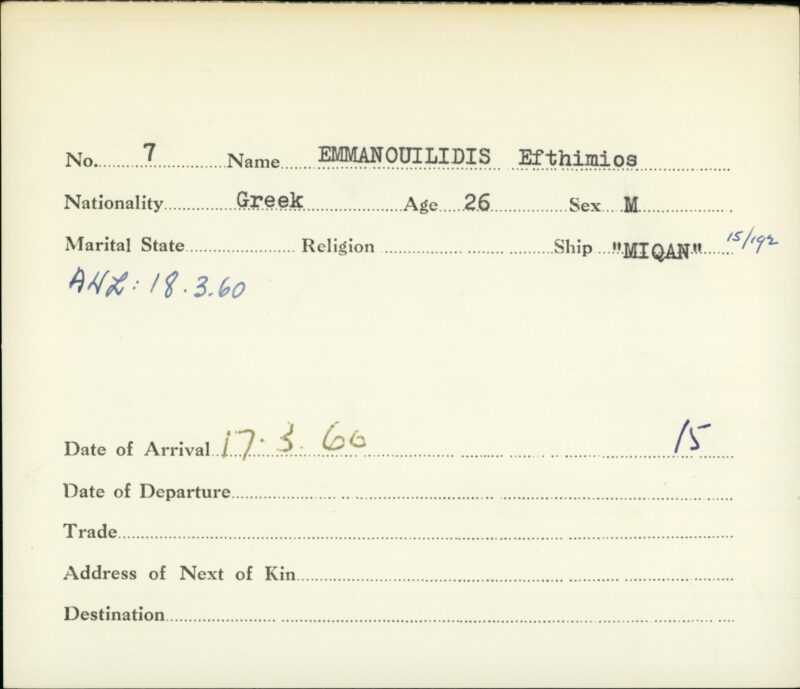 No. 7 Name EMMANOUILIDIS Efthimios
Nationality Greek Age 26 Sex M
Marital State Religion Ship "MIQAN" 15/192
AHL: 18.3.60
Date of Arrival 17.3.60 15
Date of Departure
Trade
Address of Next of Kin
Destination